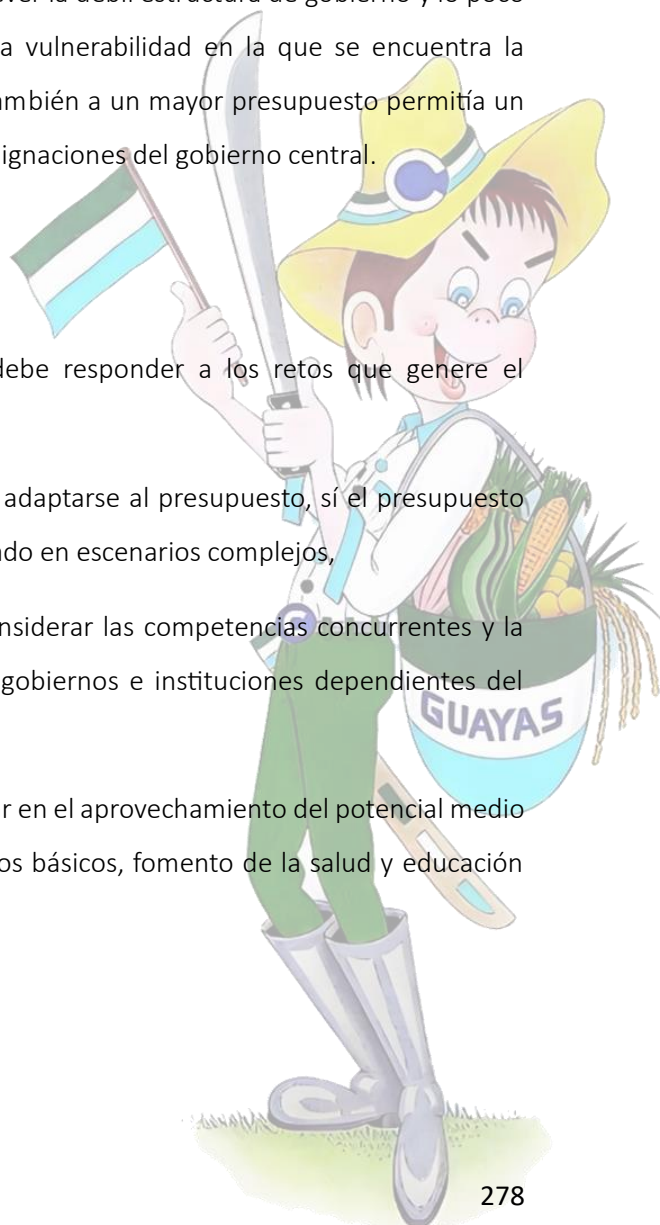 a vulnerabilidad en la que se encuentra la
ambién a un mayor presupuesto permitía un
ignaciones del gobierno central.
debe responder a los retos que genere el
adaptarse al presupuesto, sí el presupuesto
ndo en escenarios complejos,
nsiderar las competencias concurrentes y la
gobiernos e instituciones dependientes del
GUAYAS
r en el aprovechamiento del potencial medio
os básicos, fomento de la salud y educación
278